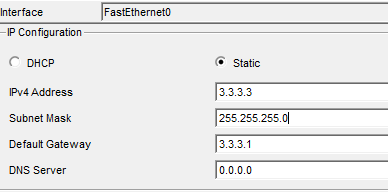 Interface FastEthernet0
IP Configuration
DHCP Static
IPv4 Address 3.3.3.3
Subnet Mask 255.255.255.0
Default Gateway 3.3.3.1
DNS Server 0.0.0.0